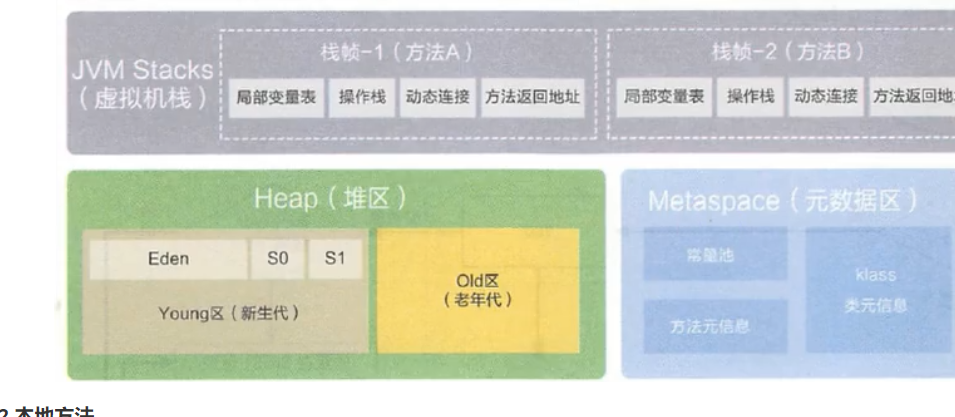 栈帧-1（方法A）
栈帧-2（方法B）
JVM Stacks
（虚拟机栈）
局部变量表
操作栈
动态连接
方法返回地址
局部变量表
操作栈
动态连接
方法返回地
Heap（堆区）
Metaspace（元数据区）
Eden
S0
S1
Old区
（老年代）
Young区（新生代）
常量池
klass
类元信息
方法元信息
2 本地方法